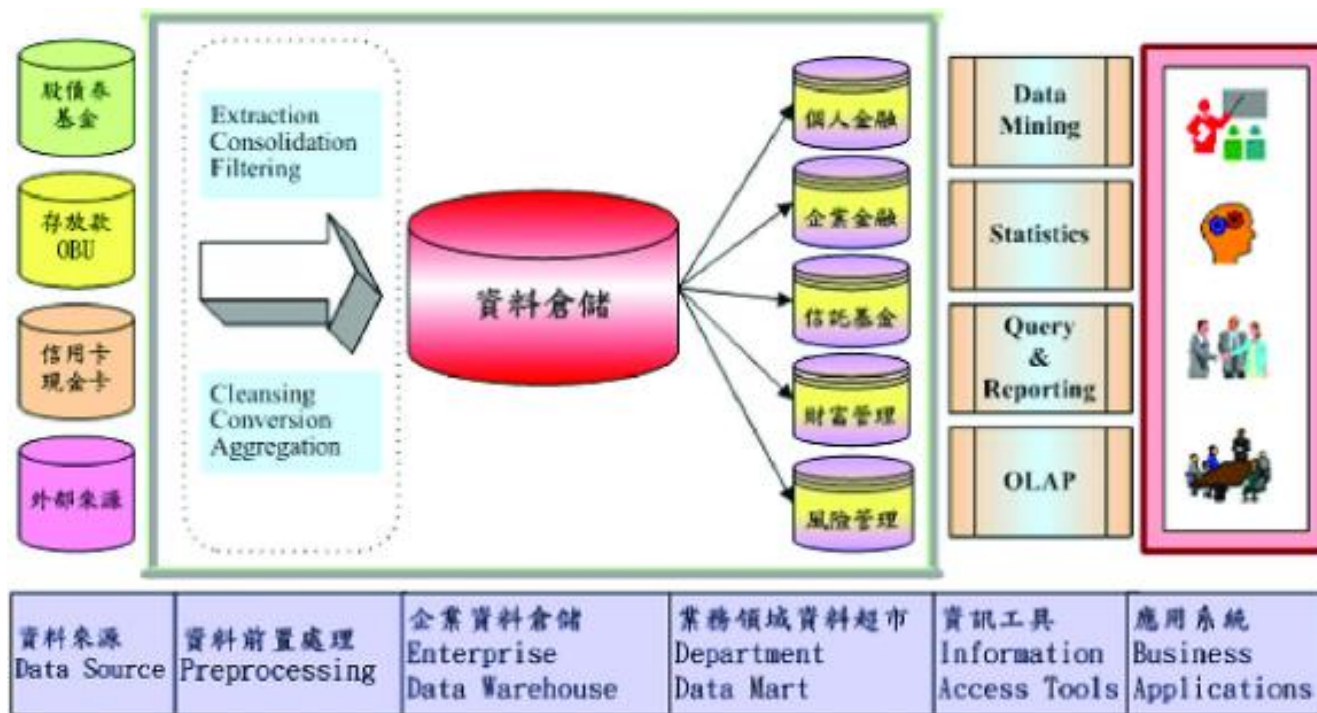 股債券
基金
存放款
OBU
信用卡
現金卡
外部來源
Extraction
Consolidation
Filtering
Cleansing
Conversion
Aggregation
資料倉儲
個人金融
企業金融
信託基金
財富管理
風險管理
Data
Mining
Statistics
Query
&
Reporting
OLAP
資料來源
Data Source
資料前置處理
Preprocessing
企業資料倉儲
Enterprise
Data Warehouse
業務領域資料超市
Department
Data Mart
資訊工具
Information
Access Tools
應用系統
Business
Applications